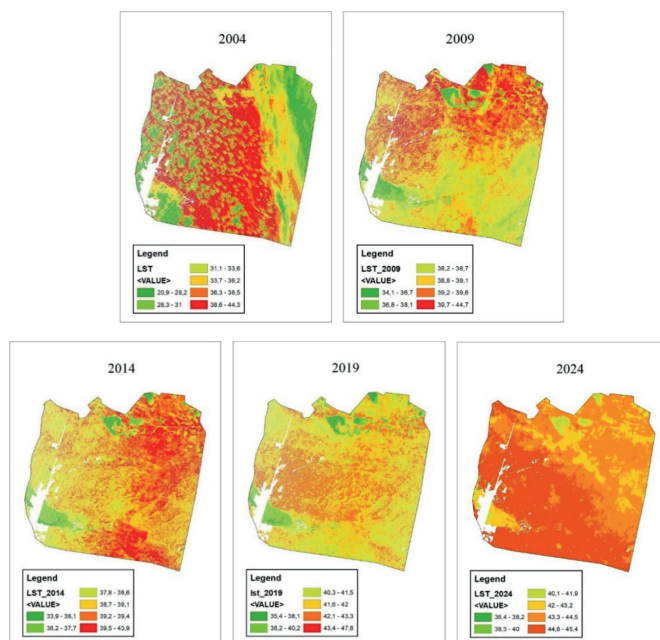 2004
Legend
LST
<VALUE>
20,9 - 28,2
28,3 - 31
31,1 - 33,6
33,7 - 36,2
36,3 - 38,5
38,6 - 44,3
2009
Legend
LST_2009
<VALUE>
34,1 - 36,7
36,8 - 38,1
38,2 - 38,7
38,8 - 39,1
39,2 - 39,6
39,7 - 44,7
2014
Legend
LST_2014
<VALUE>
33,9 - 36,1
36,2 - 37,7
37,8 - 38,6
38,7 - 39,1
39,2 - 39,4
39,5 - 43,9
2019
Legend
lst_2019
<VALUE>
35,4 - 38,1
38,2 - 40,2
40,3 - 41,5
41,6 - 42
42,1 - 43,3
43,4 - 47,8
2024
Legend
LST_2024
<VALUE>
36,4 - 38,2
38,3 - 40
40,1 - 41,9
42 - 43,2
43,3 - 44,5
44,6 - 45,4